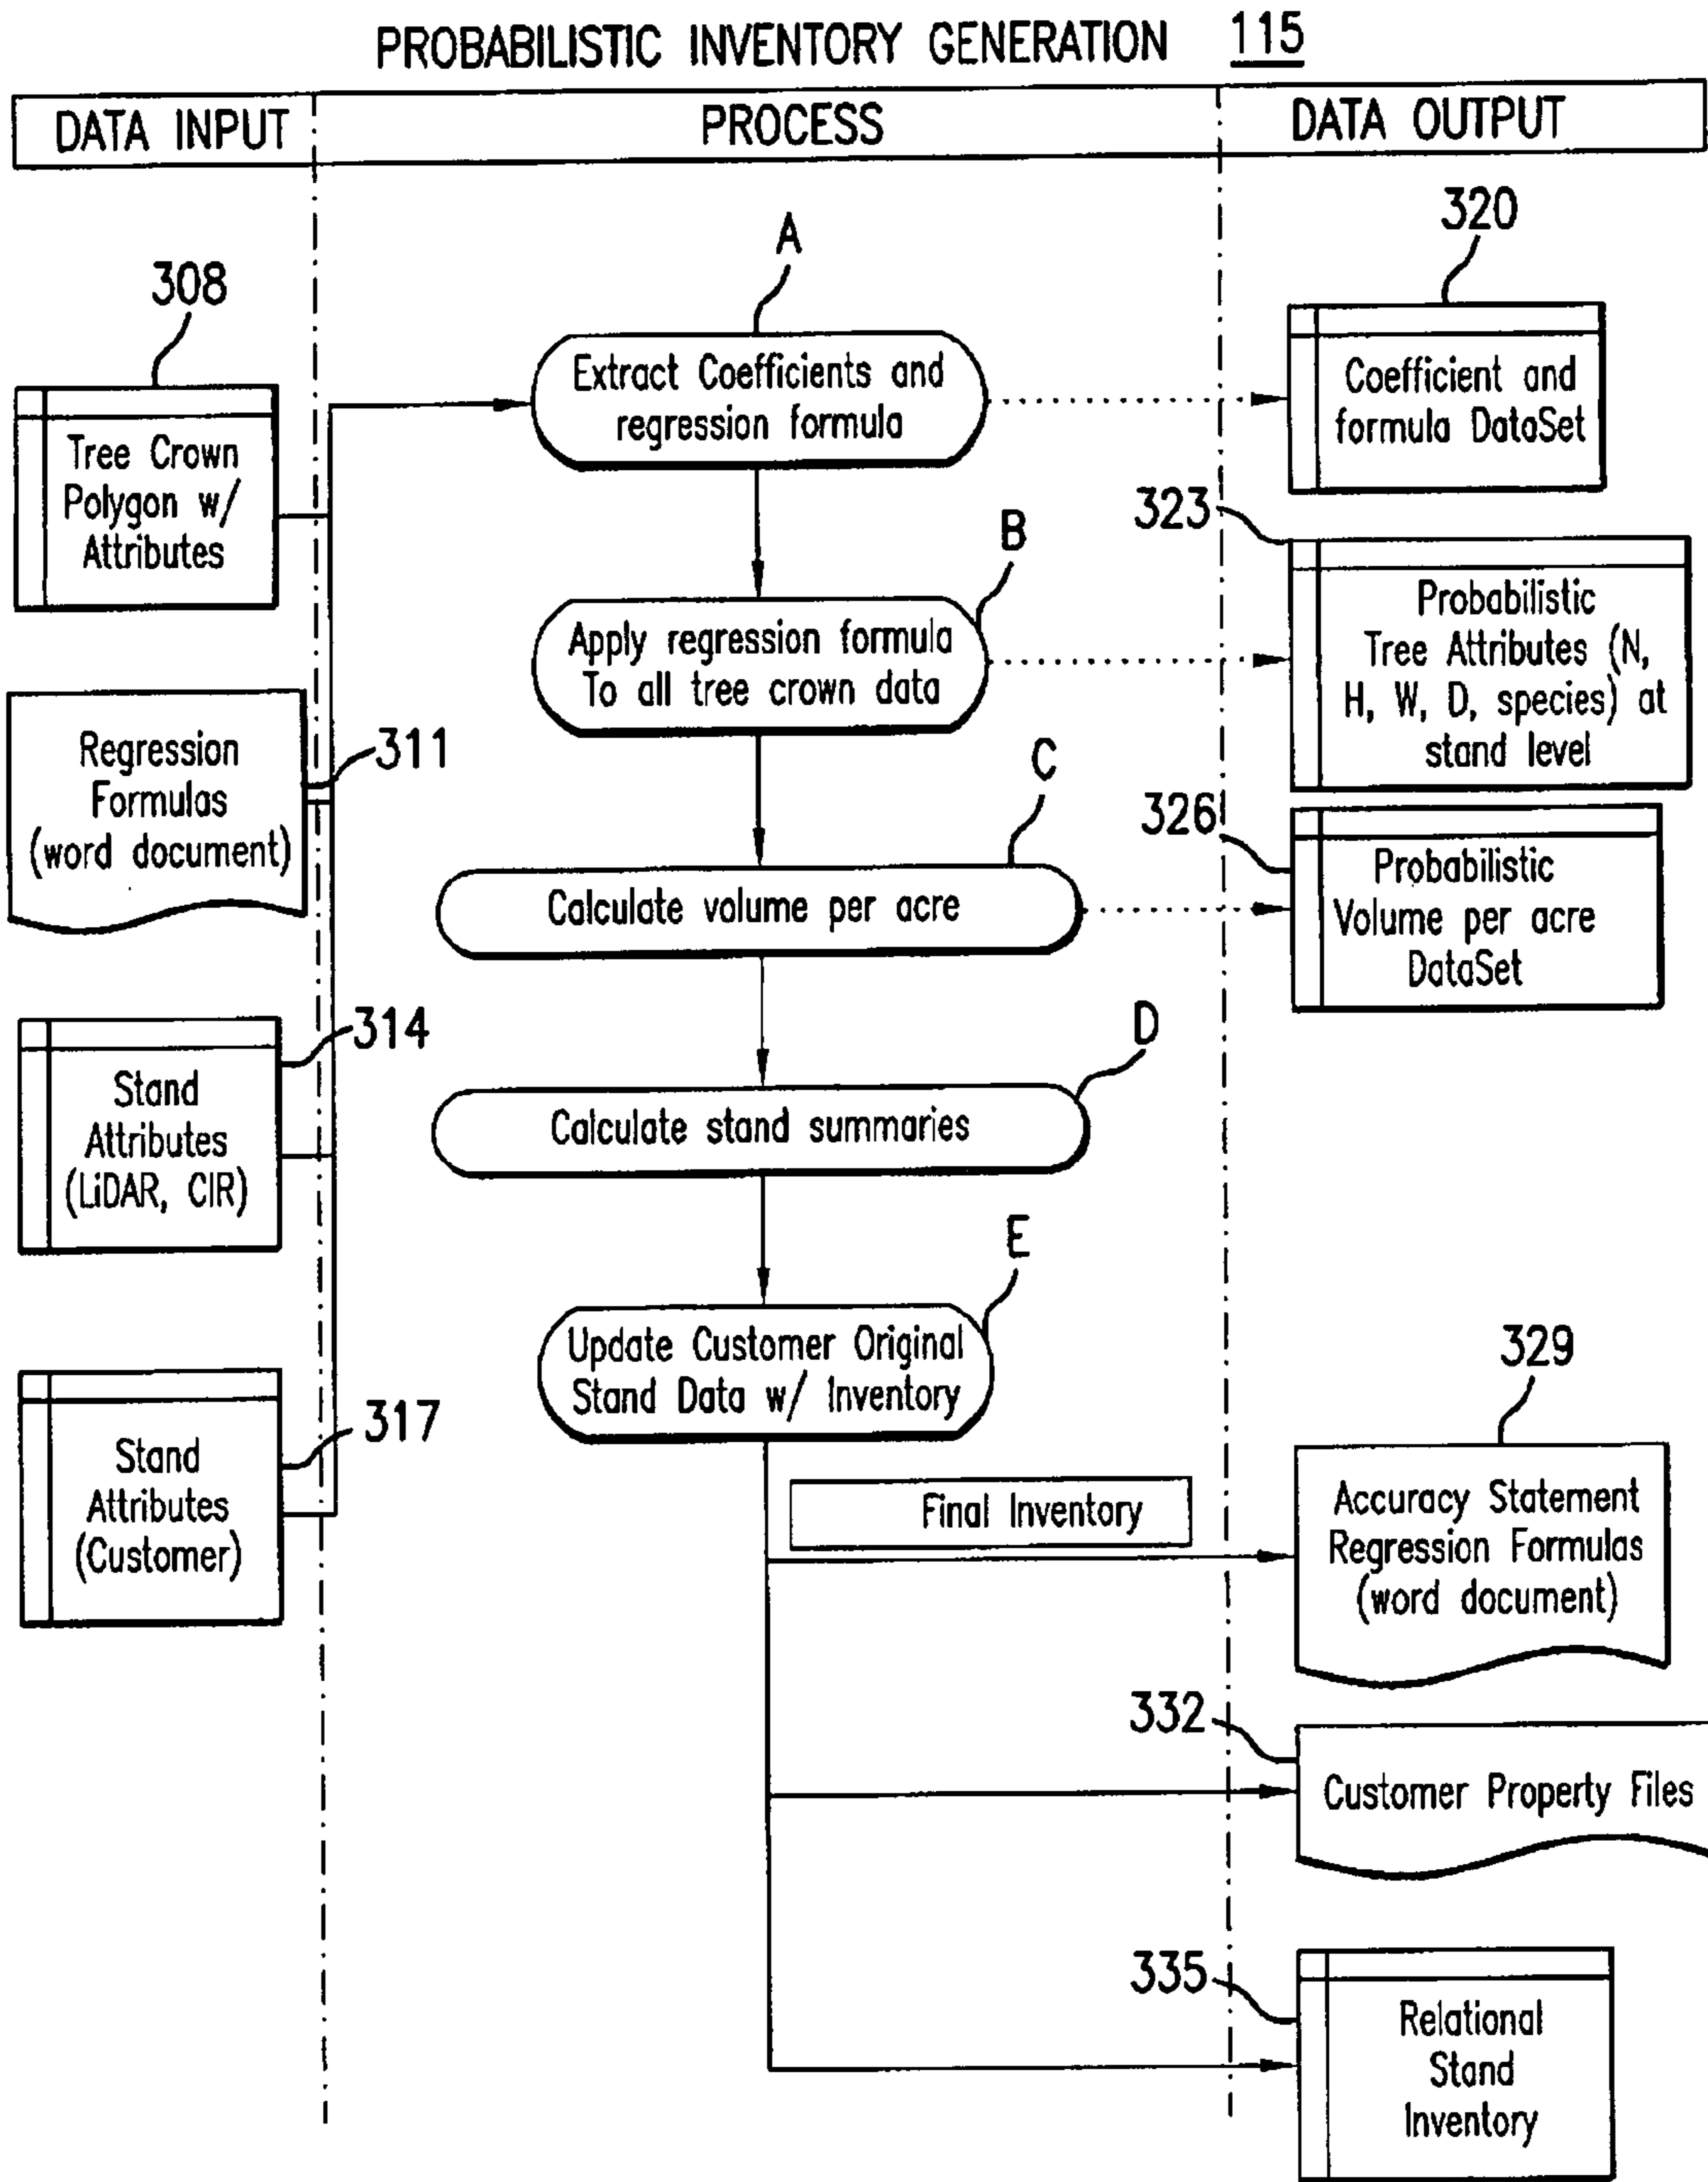 PROBABILISTIC INVENTORY GENERATION 115
DATA INPUT
PROCESS
DATA OUTPUT
308
Tree Crown
Polygon w/
Attributes
311
Regression
Formulas
(word document)
314
Stand
Attributes
(LiDAR, CIR)
317
Stand
Attributes
(Customer)
A
Extract Coefficients and
regression formula
B
Apply regression formula
To all tree crown data
C
Calculate volume per acre
D
Calculate stand summaries
E
Update Customer Original
Stand Data w/ Inventory
Final Inventory
320
Coefficient and
formula DataSet
323
Probabilistic
Tree Attributes (N,
H, W, D, species) at
stand level
326
Probabilistic
Volume per acre
DataSet
329
Accuracy Statement
Regression Formulas
(word document)
332
Customer Property Files
335
Relational
Stand
Inventory